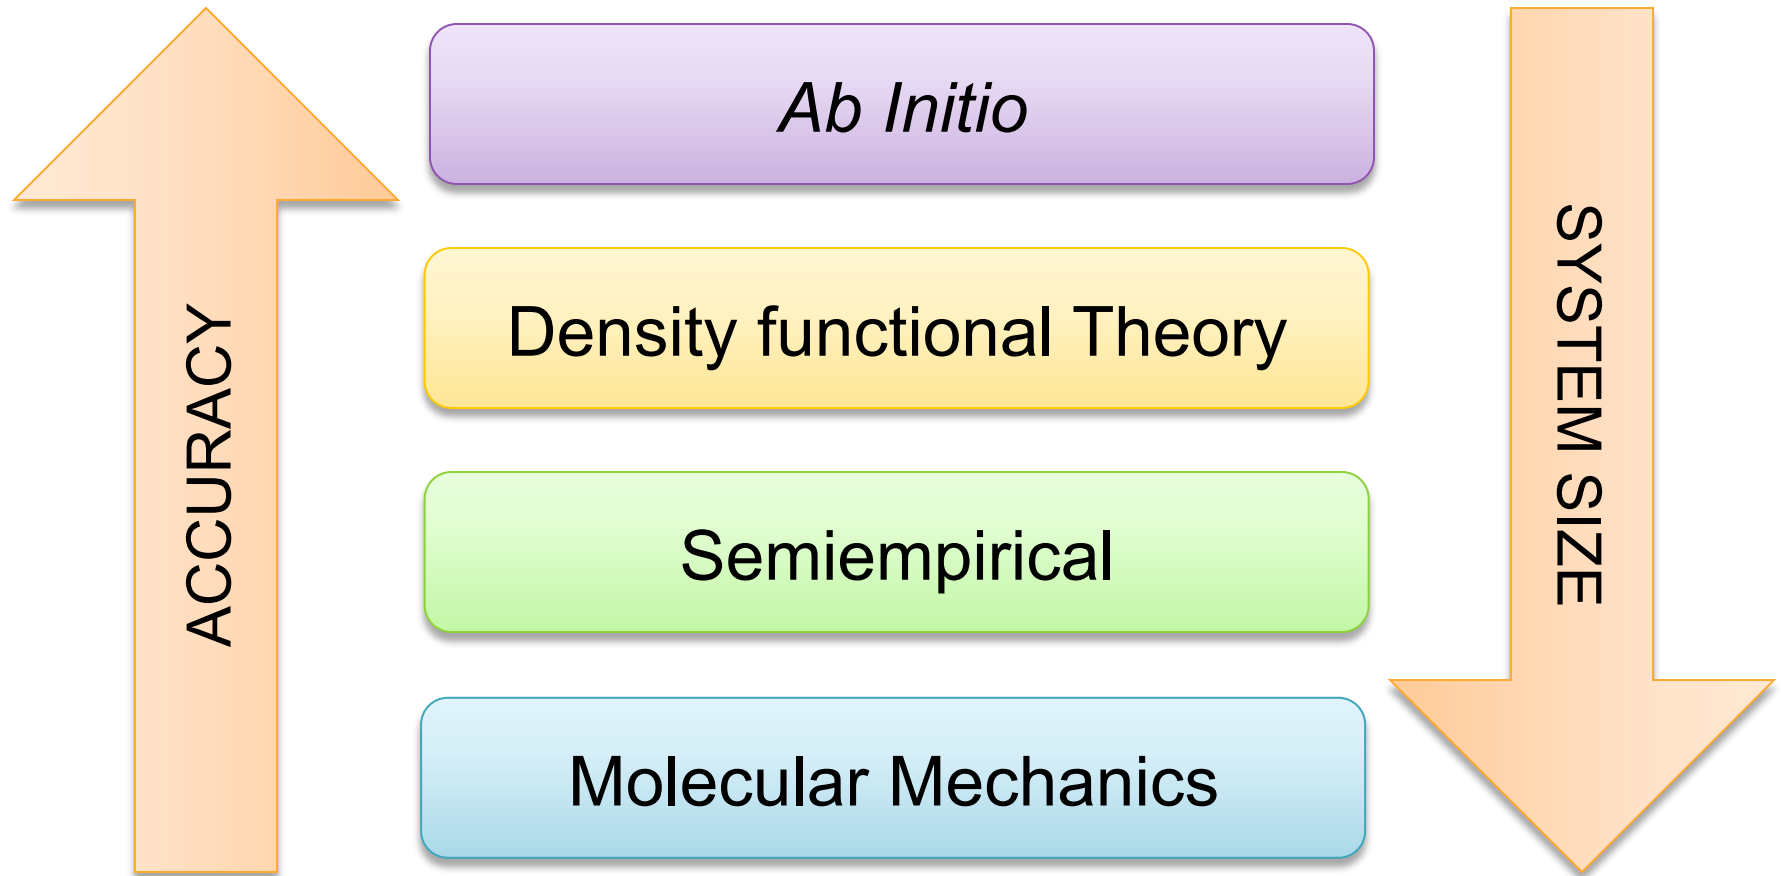 ACCURACY
Ab Initio
Density functional Theory
Semiempirical
Molecular Mechanics
SYSTEM SIZE